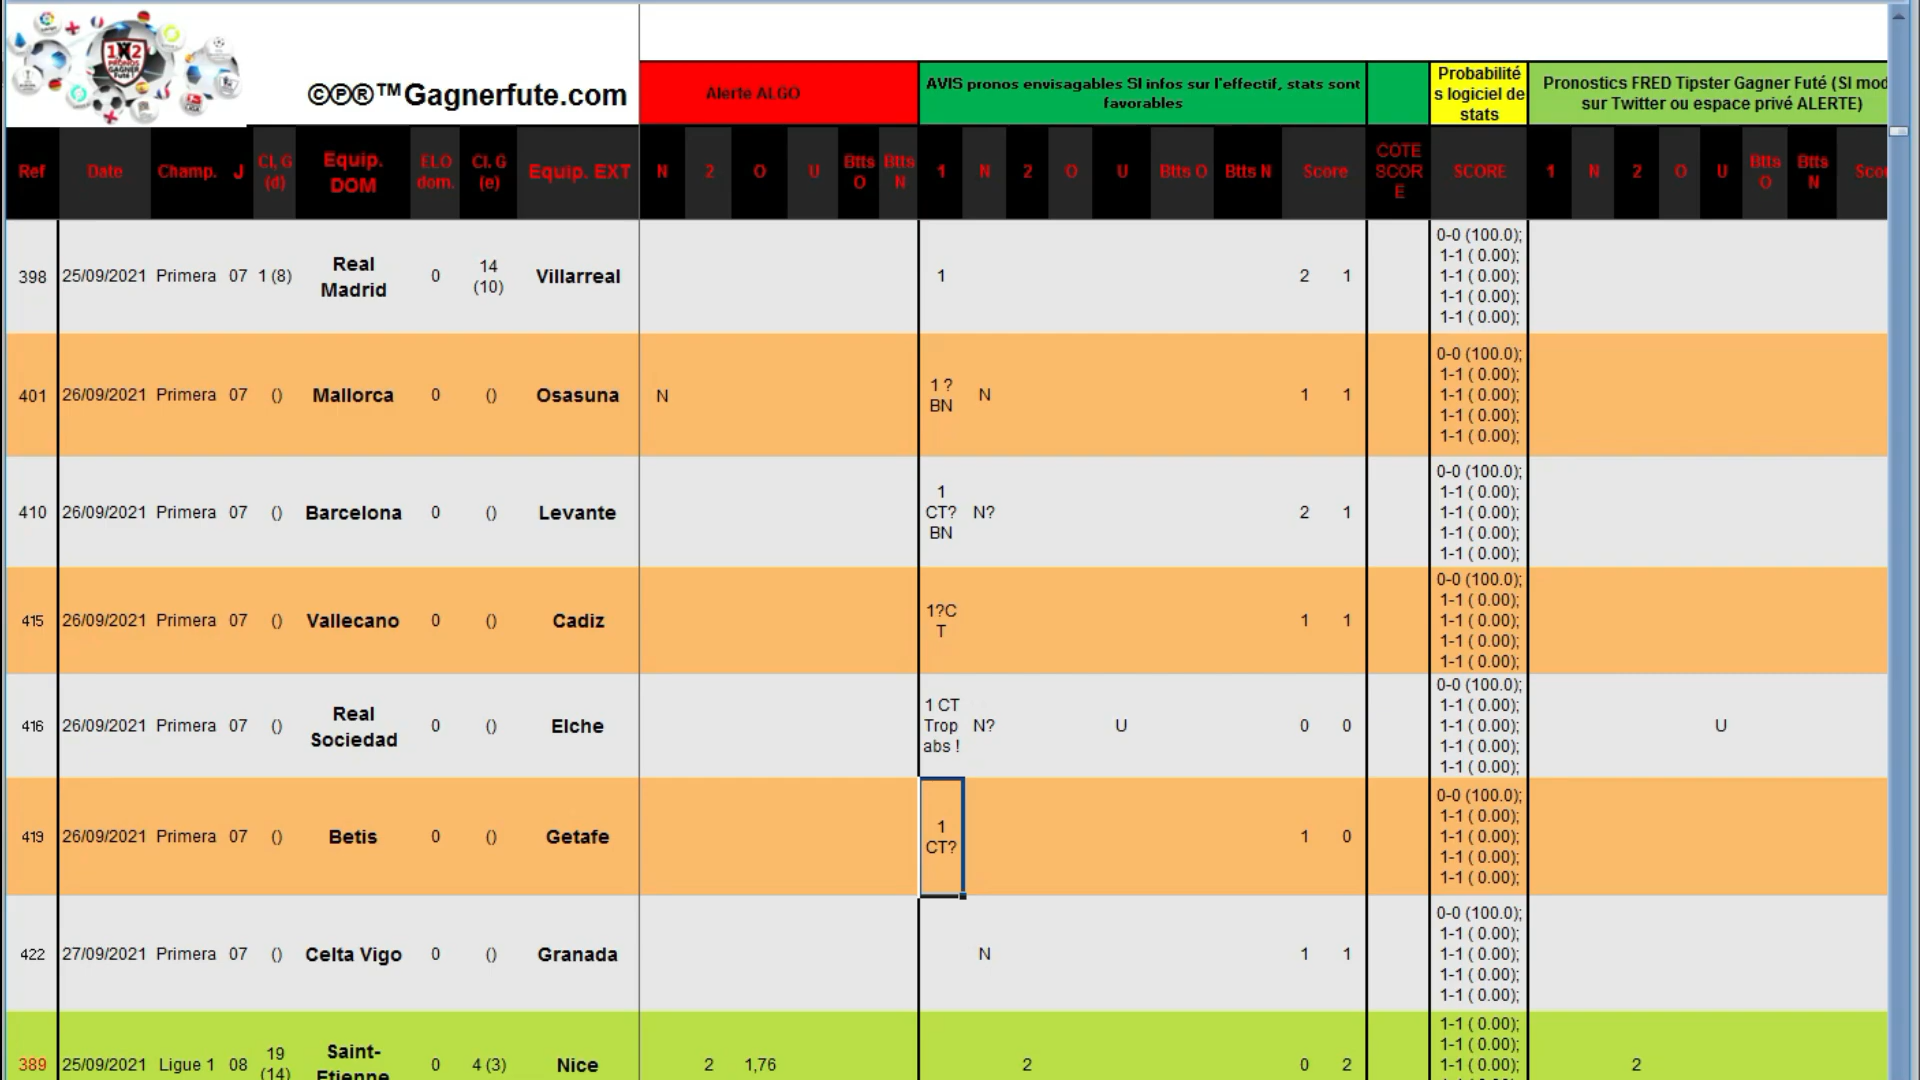 1X2
PRONOS
GAGNER
Futé !
©℗®™Gagnerfute.com
Alerte ALGO
AVIS pronos envisagables SI infos sur l'effectif, stats sont
favorables
Probabilité
s logiciel de
stats
Pronostics FRED Tipster Gagner Futé (SI mod
sur Twitter ou espace privé ALERTE)
Ref Date Champ. J Cl, G (d) Equip. DOM ELO dom. Cl. G (e) Equip. EXT N 2 O U Btts O Btts N 1 N 2 O U Btts O Btts N Score COTE SCOR E SCORE 1 N 2 O U Btts O Btts N Scor
398 25/09/2021 Primera 07 1 (8) Real Madrid 0 14 (10) Villarreal 1 2 1
0-0 (100.0);
1-1 ( 0.00);
1-1 ( 0.00);
1-1 ( 0.00);
1-1 ( 0.00);
401 26/09/2021 Primera 07 () Mallorca 0 () Osasuna N 1 ? BN N 1 1
0-0 (100.0);
1-1 ( 0.00);
1-1 ( 0.00);
1-1 ( 0.00);
1-1 ( 0.00);
410 26/09/2021 Primera 07 () Barcelona 0 () Levante 1 CT? BN N? 2 1
0-0 (100.0);
1-1 ( 0.00);
1-1 ( 0.00);
1-1 ( 0.00);
1-1 ( 0.00);
415 26/09/2021 Primera 07 () Vallecano 0 () Cadiz 1?C T 1 1
0-0 (100.0);
1-1 ( 0.00);
1-1 ( 0.00);
1-1 ( 0.00);
1-1 ( 0.00);
416 26/09/2021 Primera 07 () Real Sociedad 0 () Elche 1 CT Trop abs ! N? U 0 0
0-0 (100.0);
1-1 ( 0.00);
1-1 ( 0.00);
1-1 ( 0.00);
1-1 ( 0.00);
U
419 26/09/2021 Primera 07 () Betis 0 () Getafe 1 CT? 1 0
0-0 (100.0);
1-1 ( 0.00);
1-1 ( 0.00);
1-1 ( 0.00);
1-1 ( 0.00);
422 27/09/2021 Primera 07 () Celta Vigo 0 () Granada N 1 1
0-0 (100.0);
1-1 ( 0.00);
1-1 ( 0.00);
1-1 ( 0.00);
1-1 ( 0.00);
389 25/09/2021 Ligue 1 08 19 (14) Saint-Etienne 0 4 (3) Nice 2 1,76 2 0 2
1-1 ( 0.00);
1-1 ( 0.00);
1-1 ( 0.00);
2